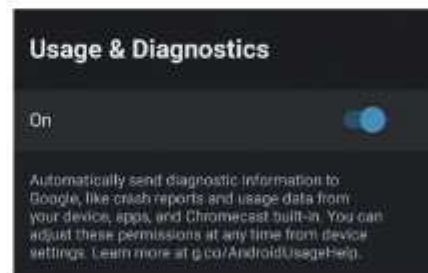 Usage & Diagnostics
On
Automatically send diagnostic information to
Google, like crash reports and usage data from
your device, apps, and Chromecast built-in. You can
adjust these permissions at any time from device
settings. Learn more at g.co/AndroidUsageHelp.